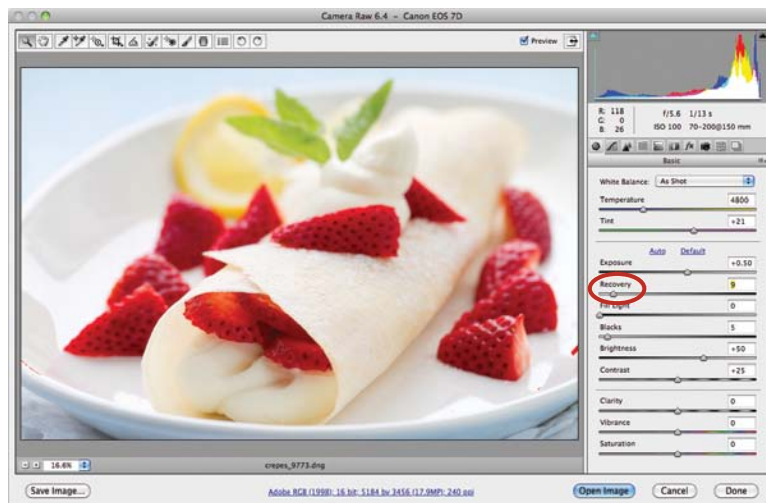 Camera Raw 6.4 – Canon EOS 7D
Preview
R: 118
G: 0
B: 26
f/5.6 1/13 s
ISO 100 70-200@150 mm
Basic
White Balance: As Shot
Temperature 4800
Tint +21
Auto Default
Exposure +0.50
Recovery 9
Fill Light 0
Blacks 5
Brightness +50
Contrast +25
Clarity 0
Vibrance 0
Saturation 0
16.6% crepes_9773.dng
Save Image... Adobe RGB (1998); 16 bit; 5184 by 3456 (17.9MP); 240 ppi Open Image Cancel Done